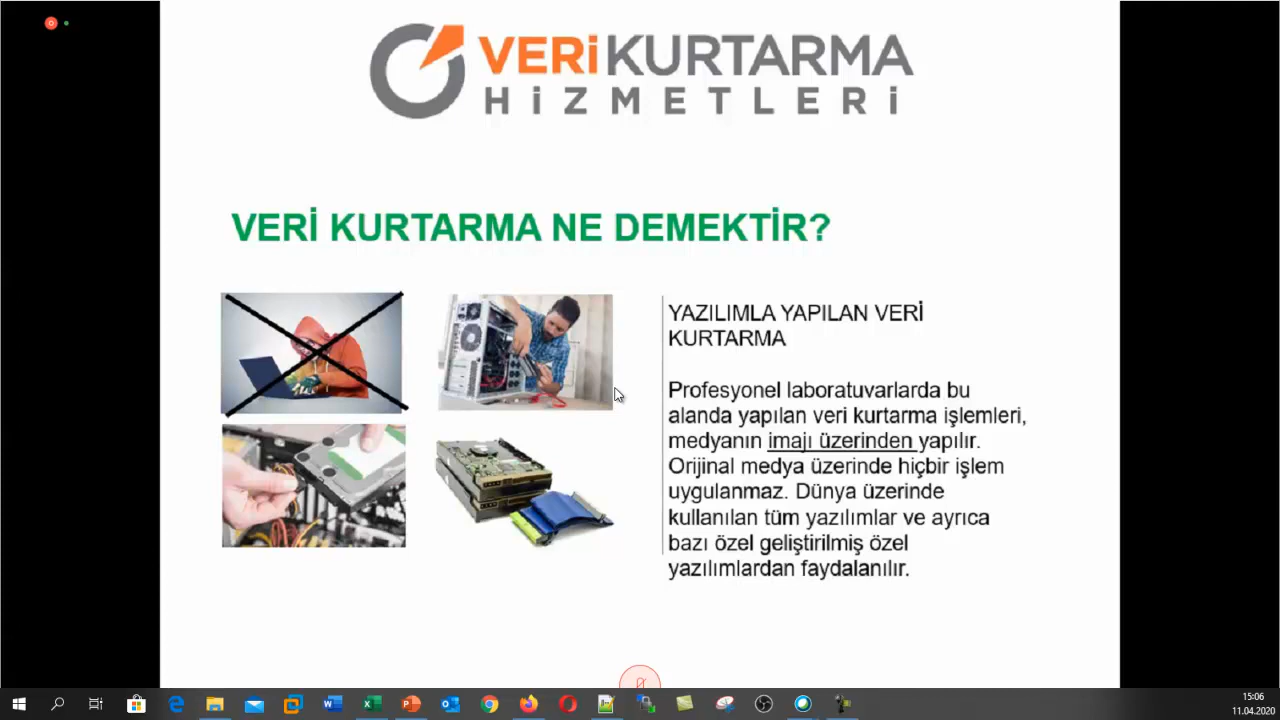 VERİKURTARMA
HİZMETLERİ
VERİ KURTARMA NE DEMEKTİR?
YAZILIMLA YAPILAN VERİ
KURTARMA
Profesyonel laboratuvarlarda bu
alanda yapılan veri kurtarma işlemleri,
medyanın imajı üzerinden yapılır.
Orijinal medya üzerinde hiçbir işlem
uygulanmaz. Dünya üzerinde
kullanılan tüm yazılımlar ve ayrıca
bazı özel geliştirilmiş özel
yazılımlardan faydalanılır.
15:06
11.04.2020